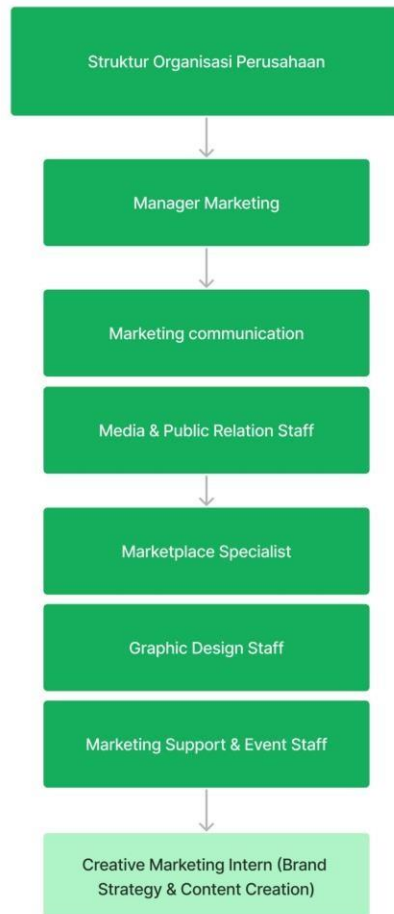 Struktur Organisasi Perusahaan
Manager Marketing
Marketing communication
Media & Public Relation Staff
Marketplace Specialist
Graphic Design Staff
Marketing Support & Event Staff
Creative Marketing Intern (Brand
Strategy & Content Creation)